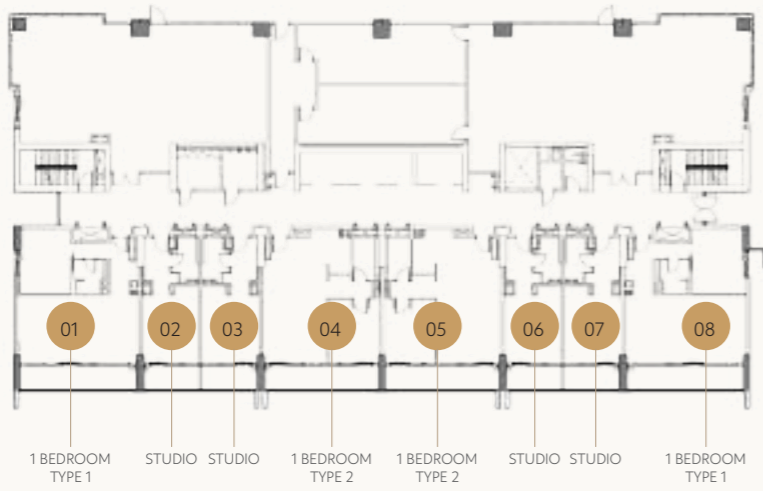 01 02 03 04 05 06 07 08
1 BEDROOM STUDIO STUDIO 1 BEDROOM 1 BEDROOM STUDIO STUDIO 1 BEDROOM
TYPE 1 TYPE 2 TYPE 2 TYPE 1